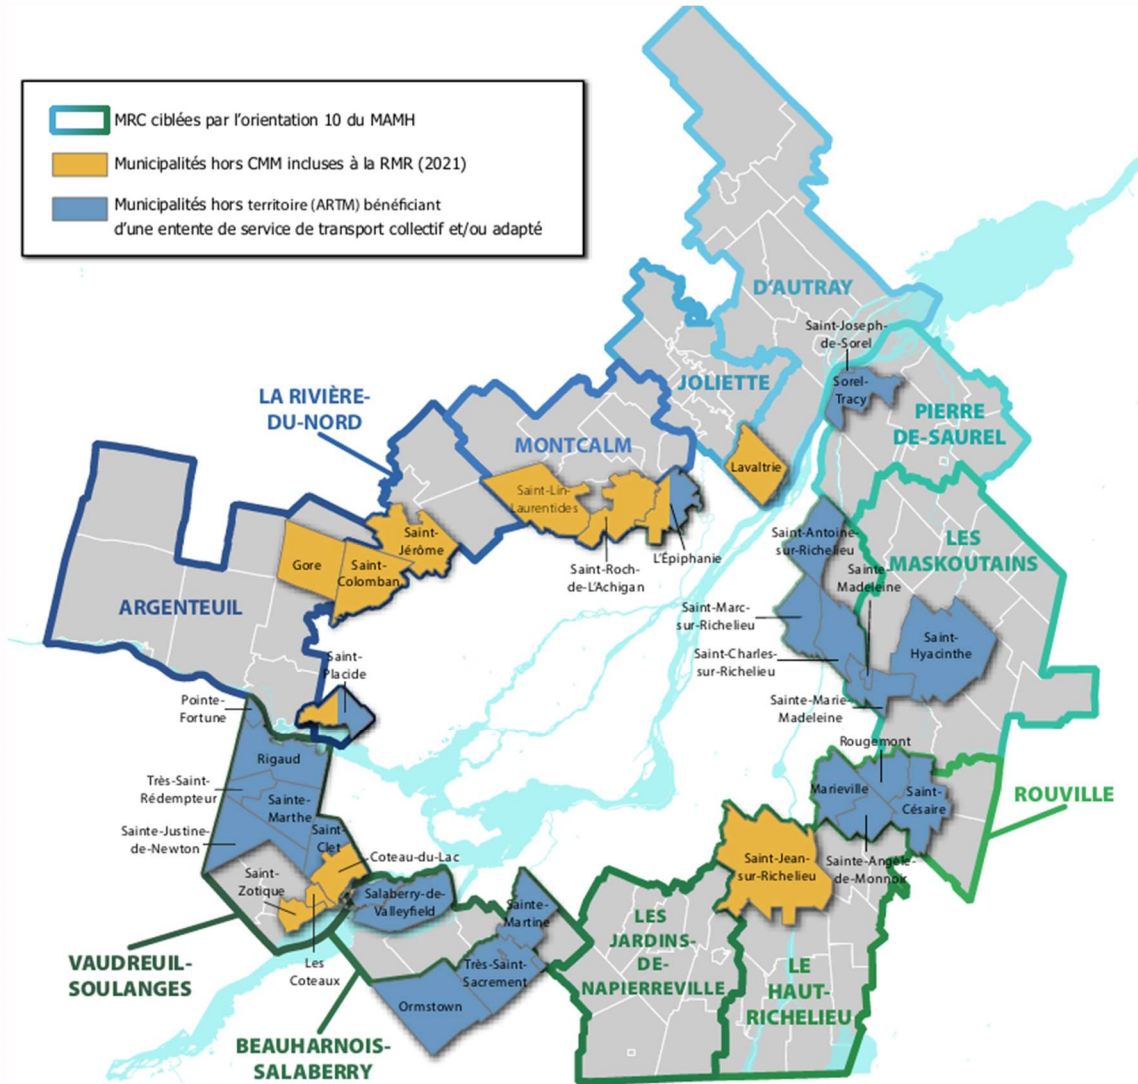 MRC ciblées par l'orientation 10 du MAMH
Municipalités hors CMM incluses à la RMR (2021)
Municipalités hors territoire (ARTM) bénéficiant
d'une entente de service de transport collectif et/ou adapté
D'AUTRAY
Saint-Joseph-
de-Sorel
Sorel-
Tracy
JOLIETTE
PIERRE
DE-SAUREL
LA RIVIÈRE-
DU-NORD
MONTCALM
Lavaltrie
Saint-Lin-
Laurentides
Saint-Roch-
de-L'Achigan
L'Épiphanie
Saint-Antoine-
sur-Richelieu
LES
MASKOUTAINS
Sainte-
Madeleine
Saint-
Jérôme
Gore
Saint-
Colomban
ARGENTEUIL
Saint-Marc-
sur-Richelieu
Saint-
Hyacinthe
Saint-Charles-
sur-Richelieu
Saint-
Placide
Sainte-Marie-
Madeleine
Pointe-
Fortune
Rougemont
Rigaud
Très-Saint-
Rédempteur
Marieville
Saint-
Césaire
ROUVILLE
Sainte-
Marthe
Sainte-Justine-
de-Newton
Saint-
Clet
Coteau-du-Lac
Saint-Jean-
sur-Richelieu
Sainte-Angèle-
de-Monnoir
Saint-
Zotique
Salaberry-de-
Valleyfield
Sainte-
Martine
LES
JARDINS-
DE-
NAPIERREVILLE
VAUDREUIL-
SOULANGES
Les
Coteaux
Très-Saint-
Sacrement
Ormstown
LE
HAUT-
RICHELIEU
BEAUHARNOIS-
SALABERRY